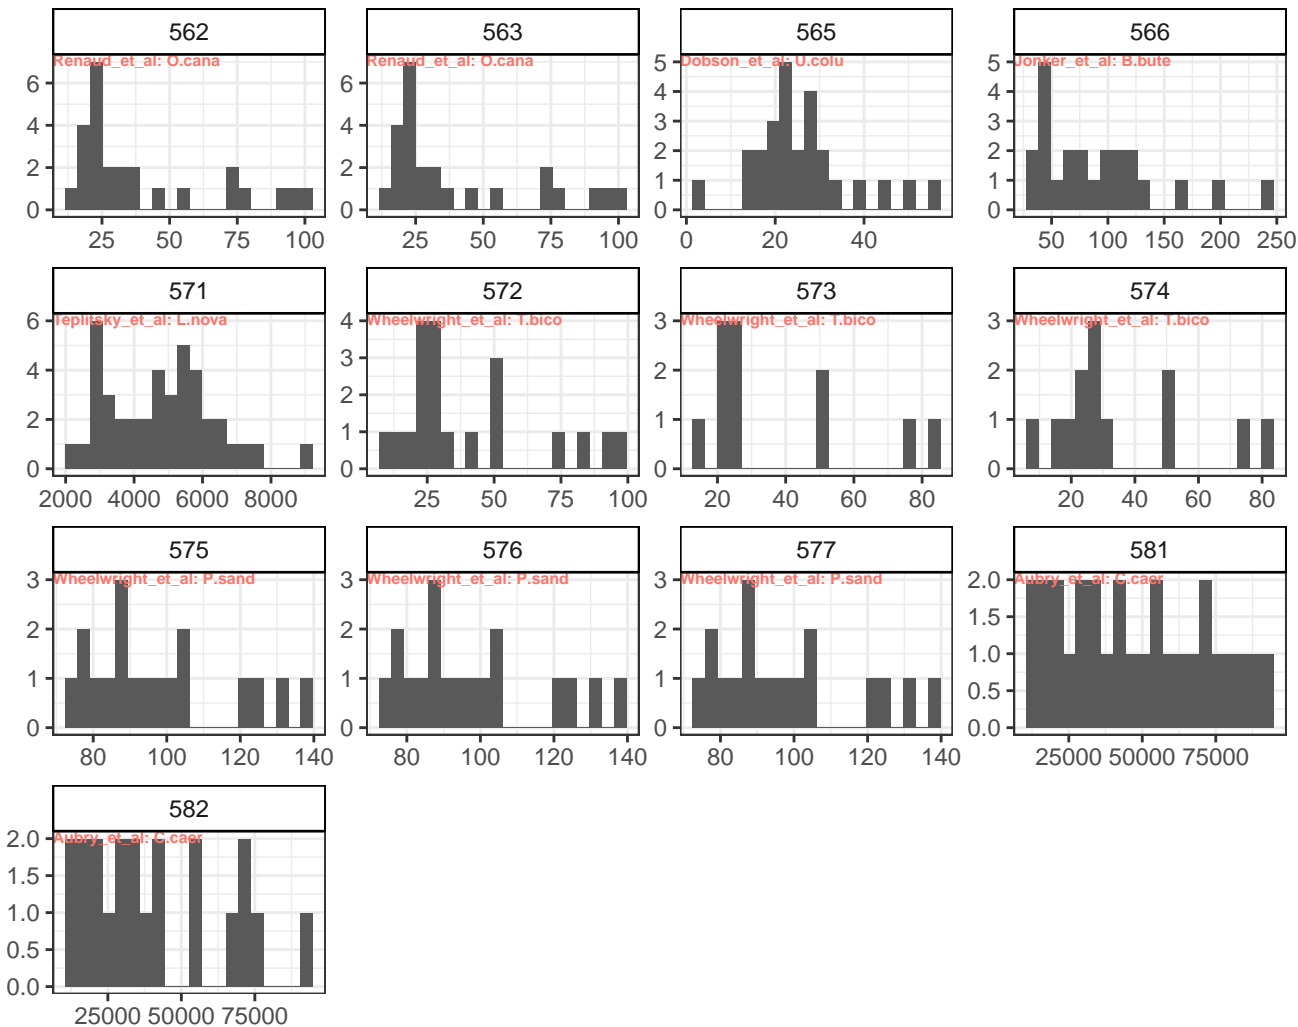 562
563
565
566
Renaud_et_al: O.cana
Renaud_et_al: O.cana
Dobson_et_al: U.colu
Jonker_et_al: B.bute
6
4
2
0
6
4
2
0
5
4
3
2
1
0
5
4
3
2
1
0
25 50 75 100
25 50 75 100
0 20 40
50 100 150 200 250
571
572
573
574
Teplitsky_et_al: L.nova
Wheelwright_et_al: T.bico
Wheelwright_et_al: T.bico
Wheelwright_et_al: T.bico
6
4
2
0
4
3
2
1
0
3
2
1
0
3
2
1
0
2000 4000 6000 8000
25 50 75 100
20 40 60 80
20 40 60 80
575
576
577
581
Wheelwright_et_al: P.sand
Wheelwright_et_al: P.sand
Wheelwright_et_al: P.sand
Aubry_et_al: C.caer
3
2
1
0
3
2
1
0
3
2
1
0
2.0
1.5
1.0
0.5
0.0
80 100 120 140
80 100 120 140
80 100 120 140
25000 50000 75000
582
Aubry_et_al: C.caer
2.0
1.5
1.0
0.5
0.0
25000 50000 75000